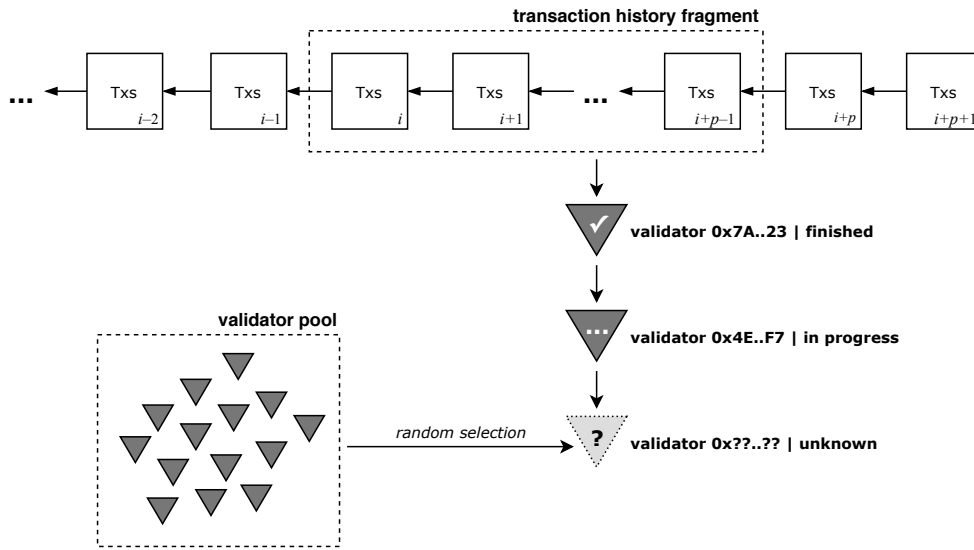 transaction history fragment
... Txs Txs Txs Txs ... Txs Txs Txs
i–2 i–1 i i+1 i+p–1 i+p i+p+1
✓ validator 0x7A..23 | finished
... validator 0x4E..F7 | in progress
validator pool
random selection
? validator 0x??..?? | unknown